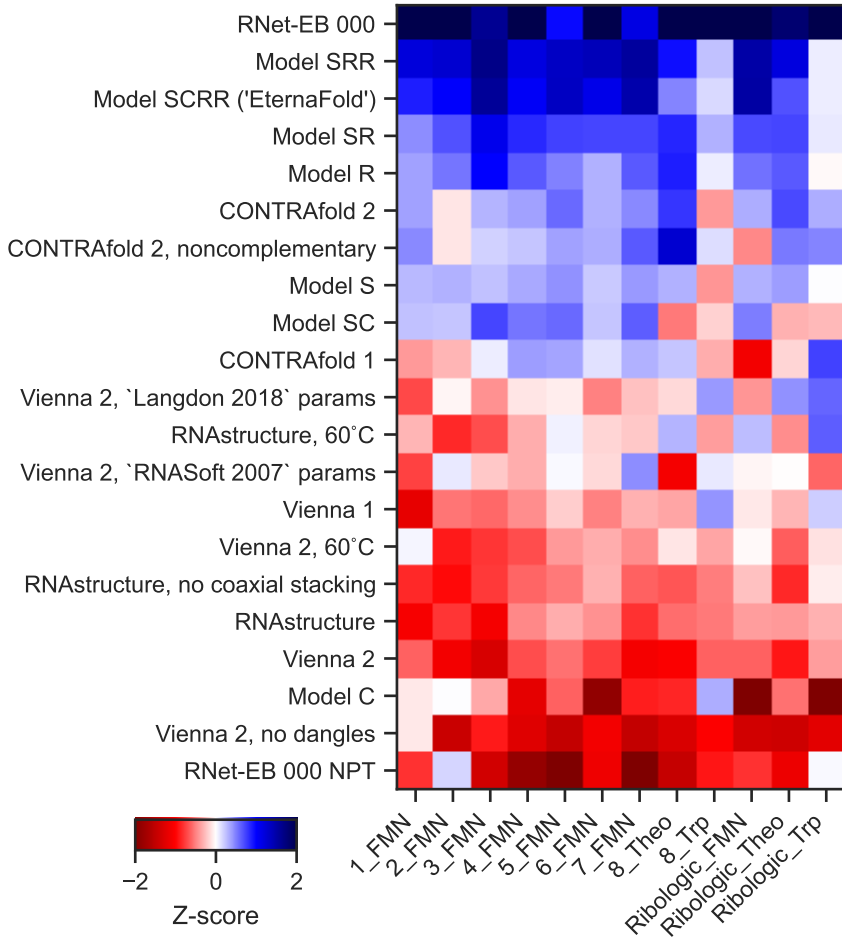 RNet-EB 000
Model SRR
Model SCRR ('EternaFold')
Model SR
Model R
CONTRAfold 2
CONTRAfold 2, noncomplementary
Model S
Model SC
CONTRAfold 1
Vienna 2, `Langdon 2018` params
RNAstructure, 60˚C
Vienna 2, `RNASoft 2007` params
Vienna 1
Vienna 2, 60˚C
RNAstructure, no coaxial stacking
RNAstructure
Vienna 2
Model C
Vienna 2, no dangles
RNet-EB 000 NPT
1_FMN
2_FMN
3_FMN
4_FMN
5_FMN
6_FMN
7_FMN
8_Theo
8_Trp
Ribologic_FMN
Ribologic_Theo
Ribologic_Trp
−2 0 2
Z-score